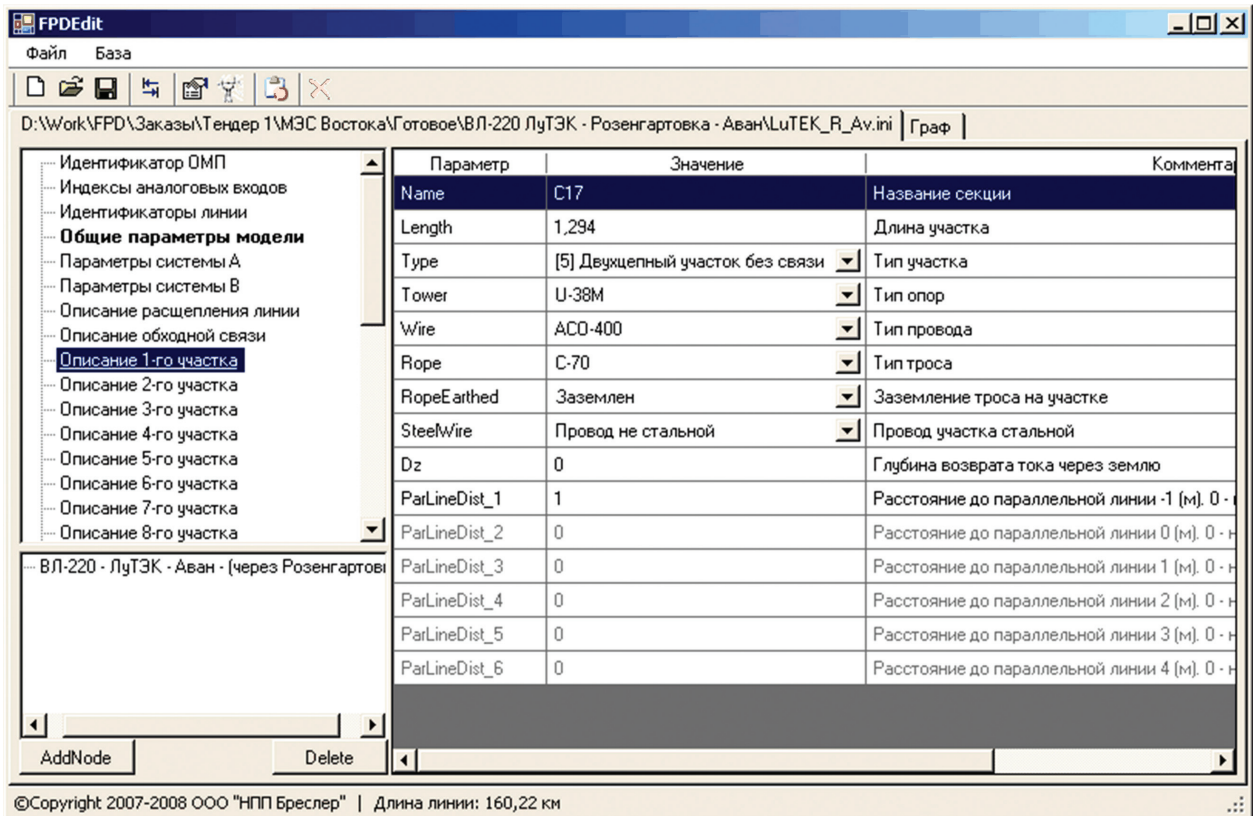 FPDEdit
Файл База
D:\Work\FPD\Заказы\Тендер 1\МЭС Востока\Готовое\ВЛ-220 ЛуТЭК - Розенгартовка - Аван\LuTEK_R_Av.ini Граф
Идентификатор ОМП
Индексы аналоговых входов
Идентификаторы линии
Общие параметры модели
Параметры системы A
Параметры системы B
Описание расщепления линии
Описание обходной связи
Описание 1-го участка
Описание 2-го участка
Описание 3-го участка
Описание 4-го участка
Описание 5-го участка
Описание 6-го участка
Описание 7-го участка
Описание 8-го участка
ВЛ-220 - ЛуТЭК - Аван - (через Розенгартов
AddNode Delete
Параметр Значение Коммента
Name C17 Название секции
Length 1,294 Длина участка
Type [5] Двухцепный участок без связи Тип участка
Tower U-38М Тип опор
Wire АСО-400 Тип провода
Rope С-70 Тип троса
RopeEarthed Заземлен Заземление троса на участке
SteelWire Провод не стальной Провод участка стальной
Dz 0 Глубина возврата тока через землю
ParLineDist_1 1 Расстояние до параллельной линии -1 (м). 0 -
ParLineDist_2 0 Расстояние до параллельной линии 0 (м). 0 - н
ParLineDist_3 0 Расстояние до параллельной линии 1 (м). 0 - н
ParLineDist_4 0 Расстояние до параллельной линии 2 (м). 0 - н
ParLineDist_5 0 Расстояние до параллельной линии 3 (м). 0 - н
ParLineDist_6 0 Расстояние до параллельной линии 4 (м). 0 - н
©Copyright 2007-2008 ООО "НПП Бреслер" | Длина линии: 160,22 км